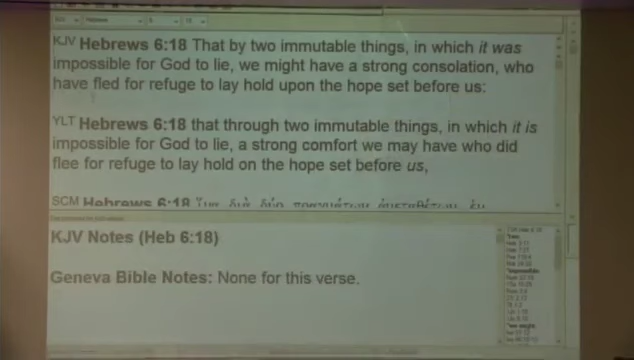 KJV Hebrews 6:18 That by two immutable things, in which it was
impossible for God to lie, we might have a strong consolation, who
have fled for refuge to lay hold upon the hope set before us:
YLT Hebrews 6:18 that through two immutable things, in which it is
impossible for God to lie, a strong comfort we may have who did
flee for refuge to lay hold on the hope set before us,
SCM Hebrews 6:18
KJV Notes (Heb 6:18)
Geneva Bible Notes: None for this verse.